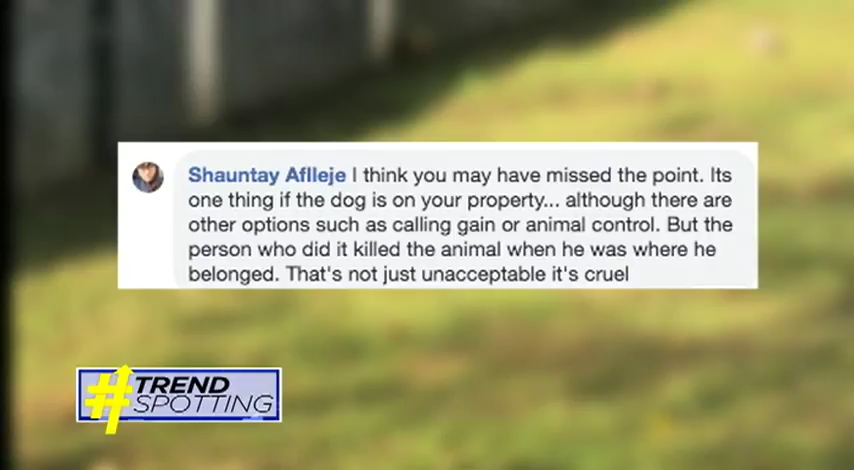 Shauntay Aflleje I think you may have missed the point. Its
one thing if the dog is on your property... although there are
other options such as calling gain or animal control. But the
person who did it killed the animal when he was where he
belonged. That's not just unacceptable it's cruel
#TREND
SPOTTING